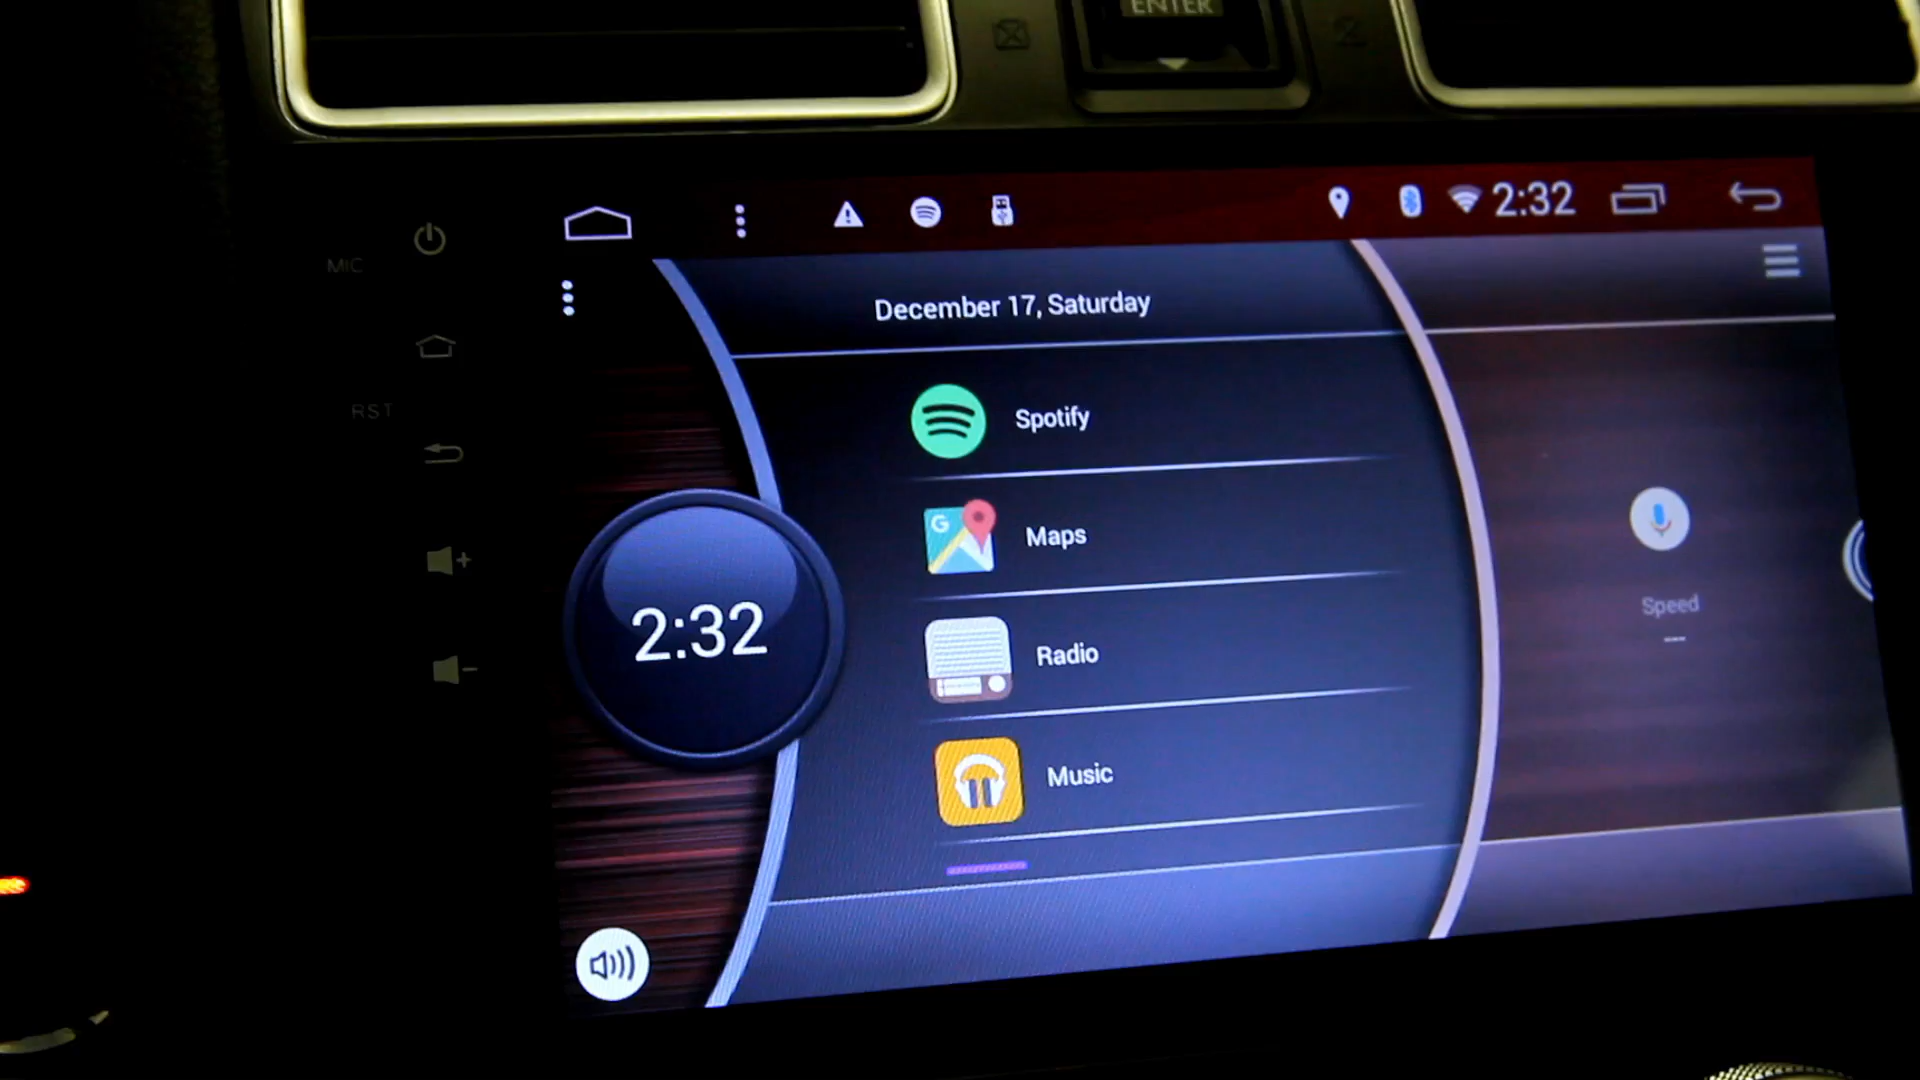 ENTER
MIC
RST
2:32
December 17, Saturday
Spotify
Maps
Radio
Music
2:32
Speed
----